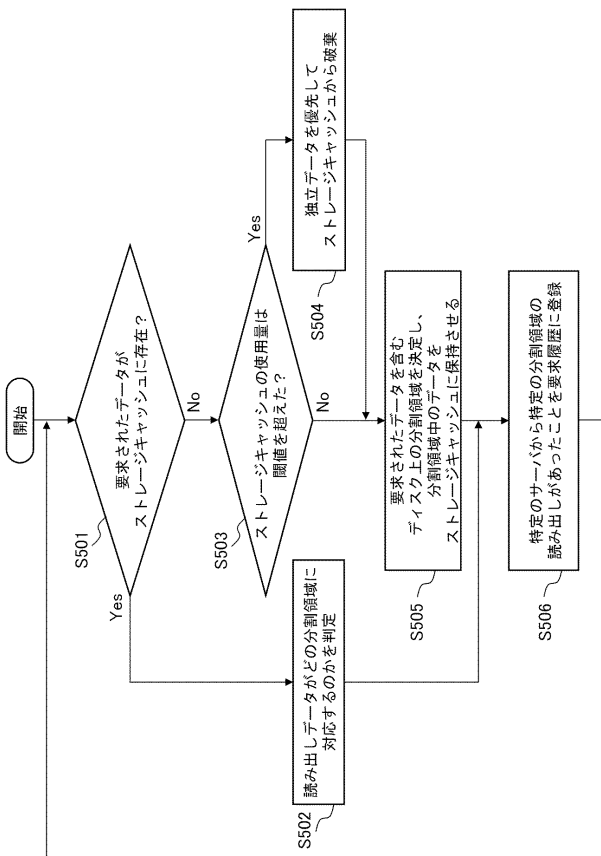 開始
要求されたデータが
ストレージキャッシュに存在？
S501
Yes
No
ストレージキャッシュの使用量は
閾値を超えた？
S503
Yes
No
独立データを優先して
ストレージキャッシュから破棄
S504
読み出しデータがどの分割領域に
対応するのかを判定
S502
要求されたデータを含む
ディスク上の分割領域を決定し、
分割領域中のデータを
ストレージキャッシュに保持させる
S505
特定のサーバから特定の分割領域の
読み出しがあったことを要求履歴に登録
S506